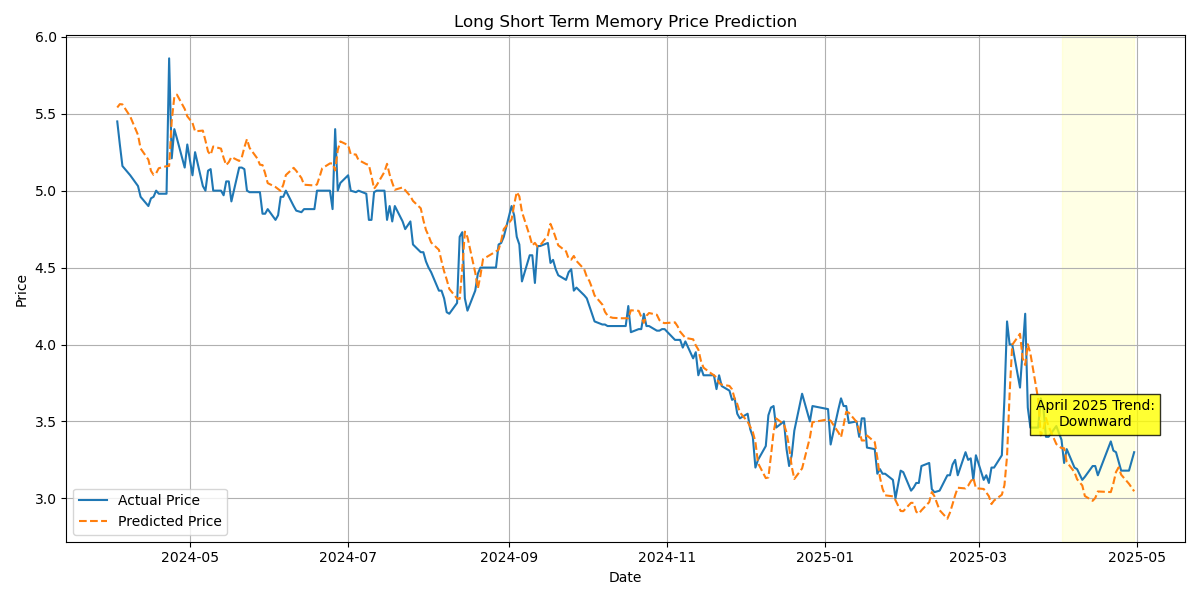 Long Short Term Memory Price Prediction
6.0
5.5
5.0
4.5
4.0
3.5
3.0
Price
April 2025 Trend:
Downward
Actual Price
Predicted Price
2024-05
2024-07
2024-09
2024-11
2025-01
2025-03
2025-05
Date